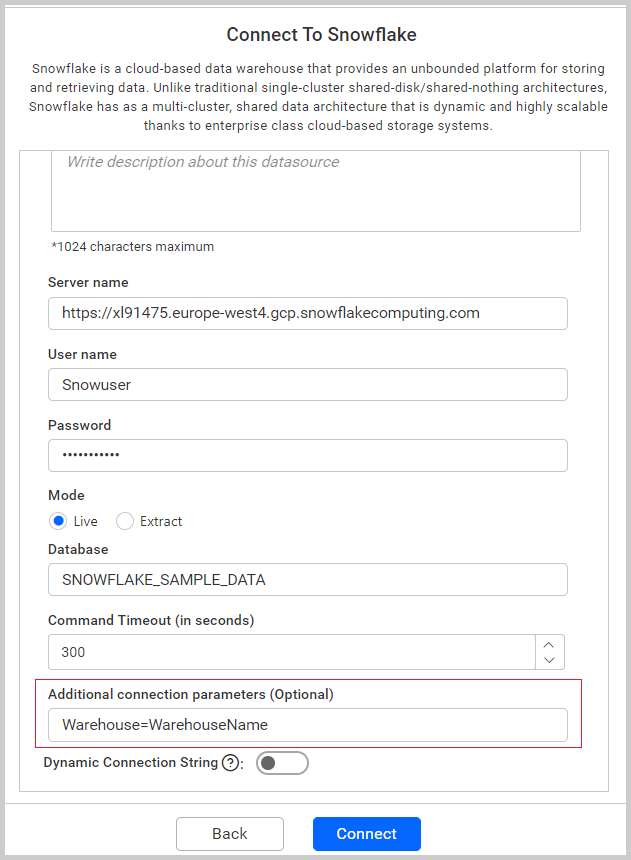 Connect To Snowflake
Snowflake is a cloud-based data warehouse that provides an unbounded platform for storing
and retrieving data. Unlike traditional single-cluster shared-disk/shared-nothing architectures,
Snowflake has as a multi-cluster, shared data architecture that is dynamic and highly scalable
thanks to enterprise class cloud-based storage systems.
Write description about this datasource
*1024 characters maximum
Server name
https://xl91475.europe-west4.gcp.snowflakecomputing.com
User name
Snowuser
Password
•••••••••••
Mode
Live Extract
Database
SNOWFLAKE_SAMPLE_DATA
Command Timeout (in seconds)
300
Additional connection parameters (Optional)
Warehouse=WarehouseName
Dynamic Connection String ? :
Back Connect